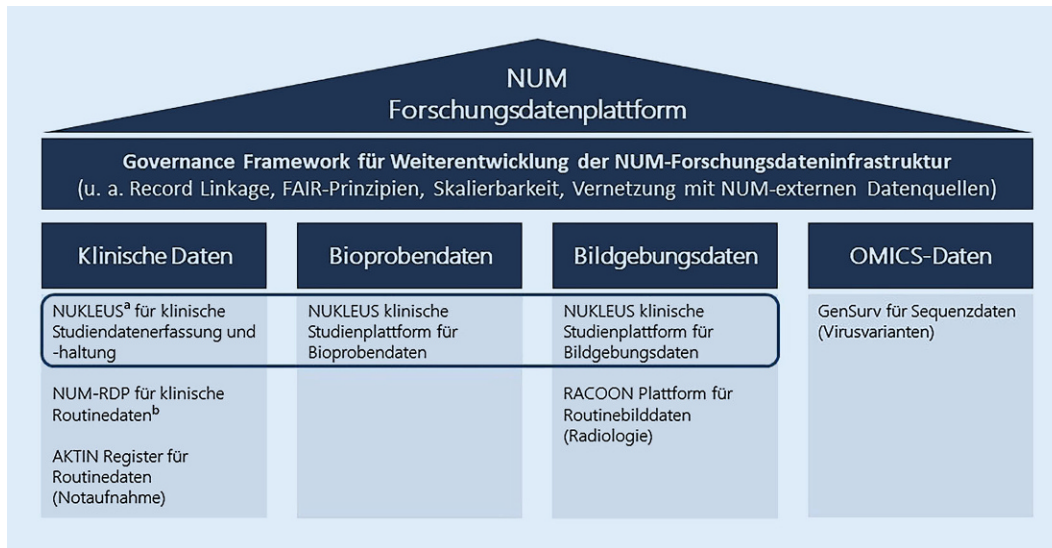 NUM
Forschungsdatenplattform
Governance Framework für Weiterentwicklung der NUM-Forschungsdateninfrastruktur
(u. a. Record Linkage, FAIR-Prinzipien, Skalierbarkeit, Vernetzung mit NUM-externen Datenquellen)
Klinische Daten
NUKLEUSᵃ für klinische
Studiendatenerfassung und
-haltung
NUM-RDP für klinische
Routinedatenᵇ
AKTIN Register für
Routinedaten
(Notaufnahme)
Bioprobendaten
NUKLEUS klinische
Studienplattform für
Bioprobendaten
Bildgebungsdaten
NUKLEUS klinische
Studienplattform für
Bildgebungsdaten
RACOON Plattform für
Routinebilddaten
(Radiologie)
OMICS-Daten
GenSurv für Sequenzdaten
(Virusvarianten)